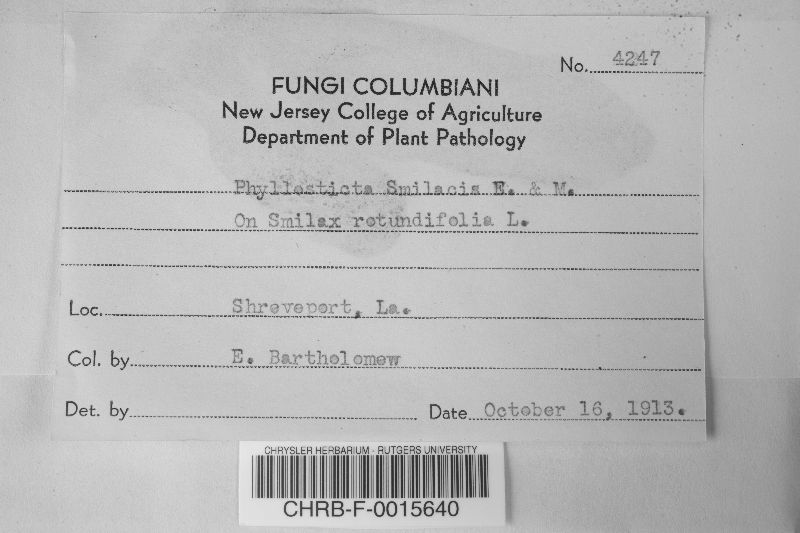 No. 4247
FUNGI COLUMBIANI
New Jersey College of Agriculture
Department of Plant Pathology
Phyllosticta Smilacis E. & M.
On Smilax rotundifolia L.
Loc. Shreveport, La.
Col. by E. Bartholomew
Det. by Date October 16, 1913.
CHRYSLER HERBARIUM - RUTGERS UNIVERSITY
CHRB-F-0015640